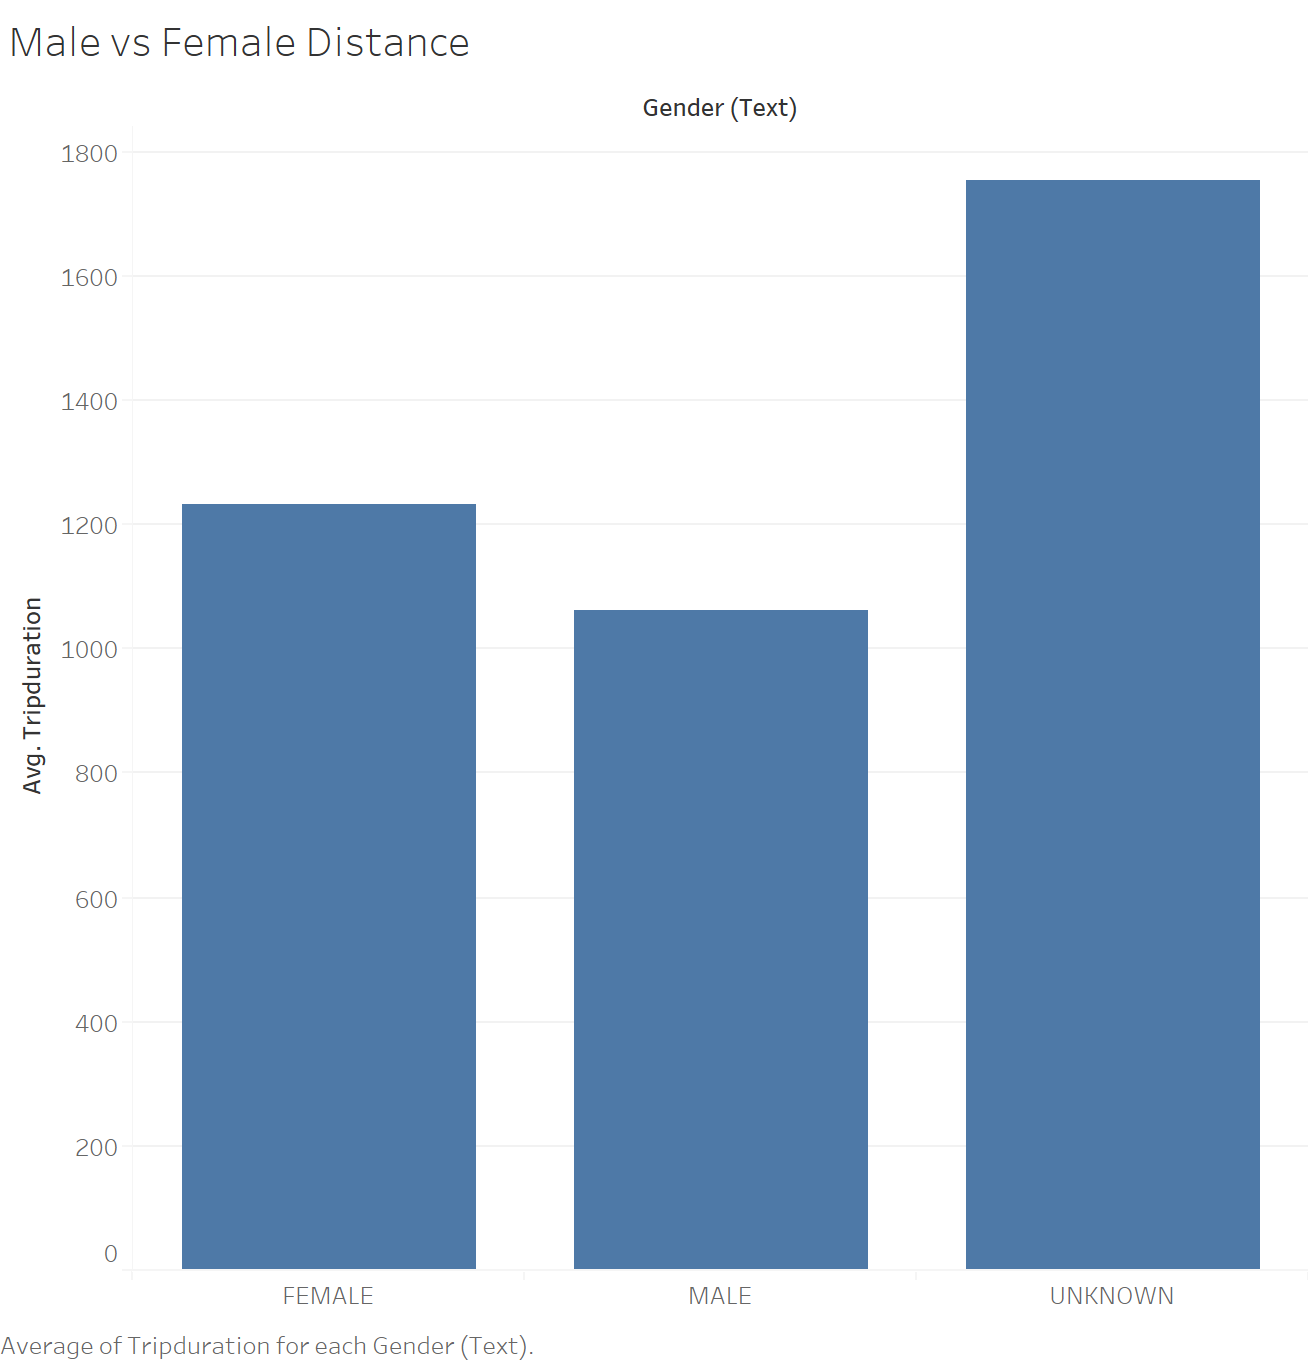 Male vs Female Distance
Gender (Text)
1800
1600
1400
1200
1000
800
600
400
200
0
Avg. Tripduration
FEMALE MALE UNKNOWN
Average of Tripduration for each Gender (Text).